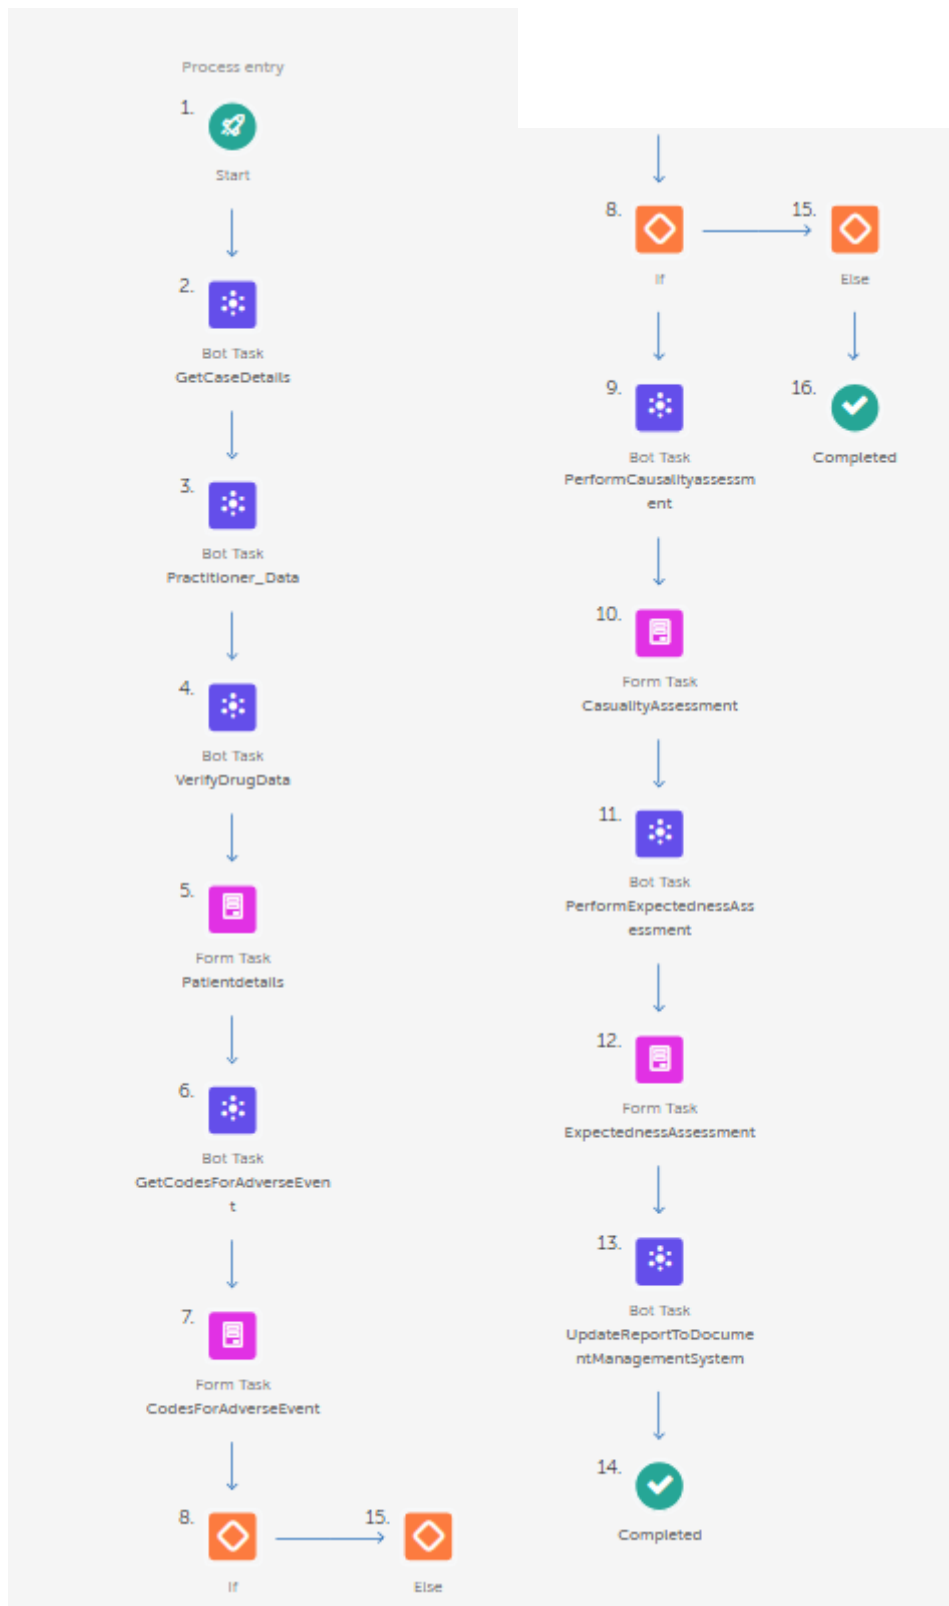 Process entry
1.
Start
2.
Bot Task
GetCaseDetails
3.
Bot Task
Practitioner_Data
4.
Bot Task
VerifyDrugData
5.
Form Task
Patientdetails
6.
Bot Task
GetCodesForAdverseEven
t
7.
Form Task
CodesForAdverseEvent
8.
15.
If
Else
8.
15.
If
Else
9.
16.
Bot Task
Completed
PerformCausalityassessm
ent
10.
Form Task
CasualityAssessment
11.
Bot Task
PerformExpectednessAss
essment
12.
Form Task
ExpectednessAssessment
13.
Bot Task
UpdateReportToDocume
ntManagementSystem
14.
Completed